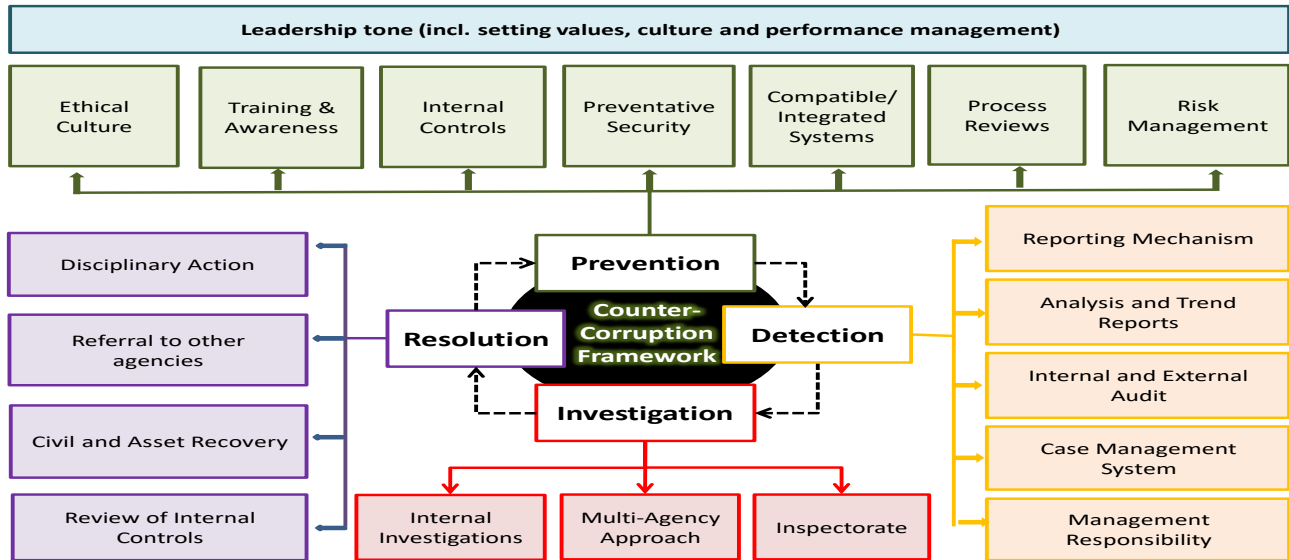 Leadership tone (incl. setting values, culture and performance management)
Ethical
Culture
Training &
Awareness
Internal
Controls
Preventative
Security
Compatible/
Integrated
Systems
Process
Reviews
Risk
Management
Disciplinary Action
Referral to other
agencies
Civil and Asset Recovery
Review of Internal
Controls
Prevention
Resolution
Counter-
Corruption
Framework
Detection
Investigation
Reporting Mechanism
Analysis and Trend
Reports
Internal and External
Audit
Case Management
System
Management
Responsibility
Internal
Investigations
Multi-Agency
Approach
Inspectorate